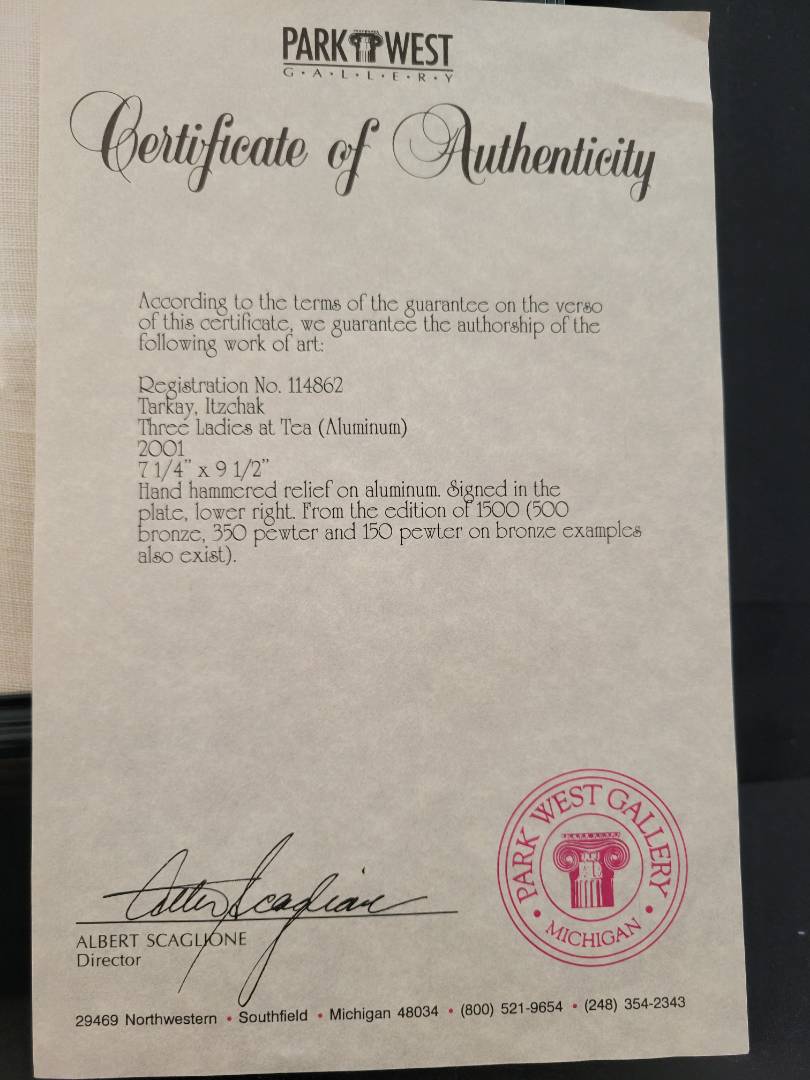 PARK WEST
G·A·L·L·E·R·Y
Certificate of Authenticity
According to the terms of the guarantee on the verso
of this certificate, we guarantee the authorship of the
following work of art:
Registration No. 114862
Tarkay, Itzchak
Three Ladies at Tea (Aluminum)
2001
7 1/4" x 9 1/2"
Hand hammered relief on aluminum. Signed in the
plate, lower right. From the edition of 1500 (500
bronze, 350 pewter and 150 pewter on bronze examples
also exist).
Albert Scaglione
ALBERT SCAGLIONE
Director
PARK WEST GALLERY
• MICHIGAN •
29469 Northwestern • Southfield • Michigan 48034 • (800) 521-9654 • (248) 354-2343